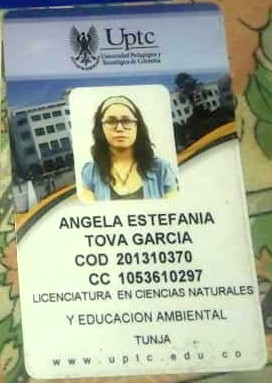 Uptc
Universidad Pedagógica y
Tecnológica de Colombia
ANGELA ESTEFANIA
TOVA GARCIA
COD 201310370
CC 1053610297
LICENCIATURA EN CIENCIAS NATURALES
Y EDUCACION AMBIENTAL
TUNJA
www.uptc.edu.co